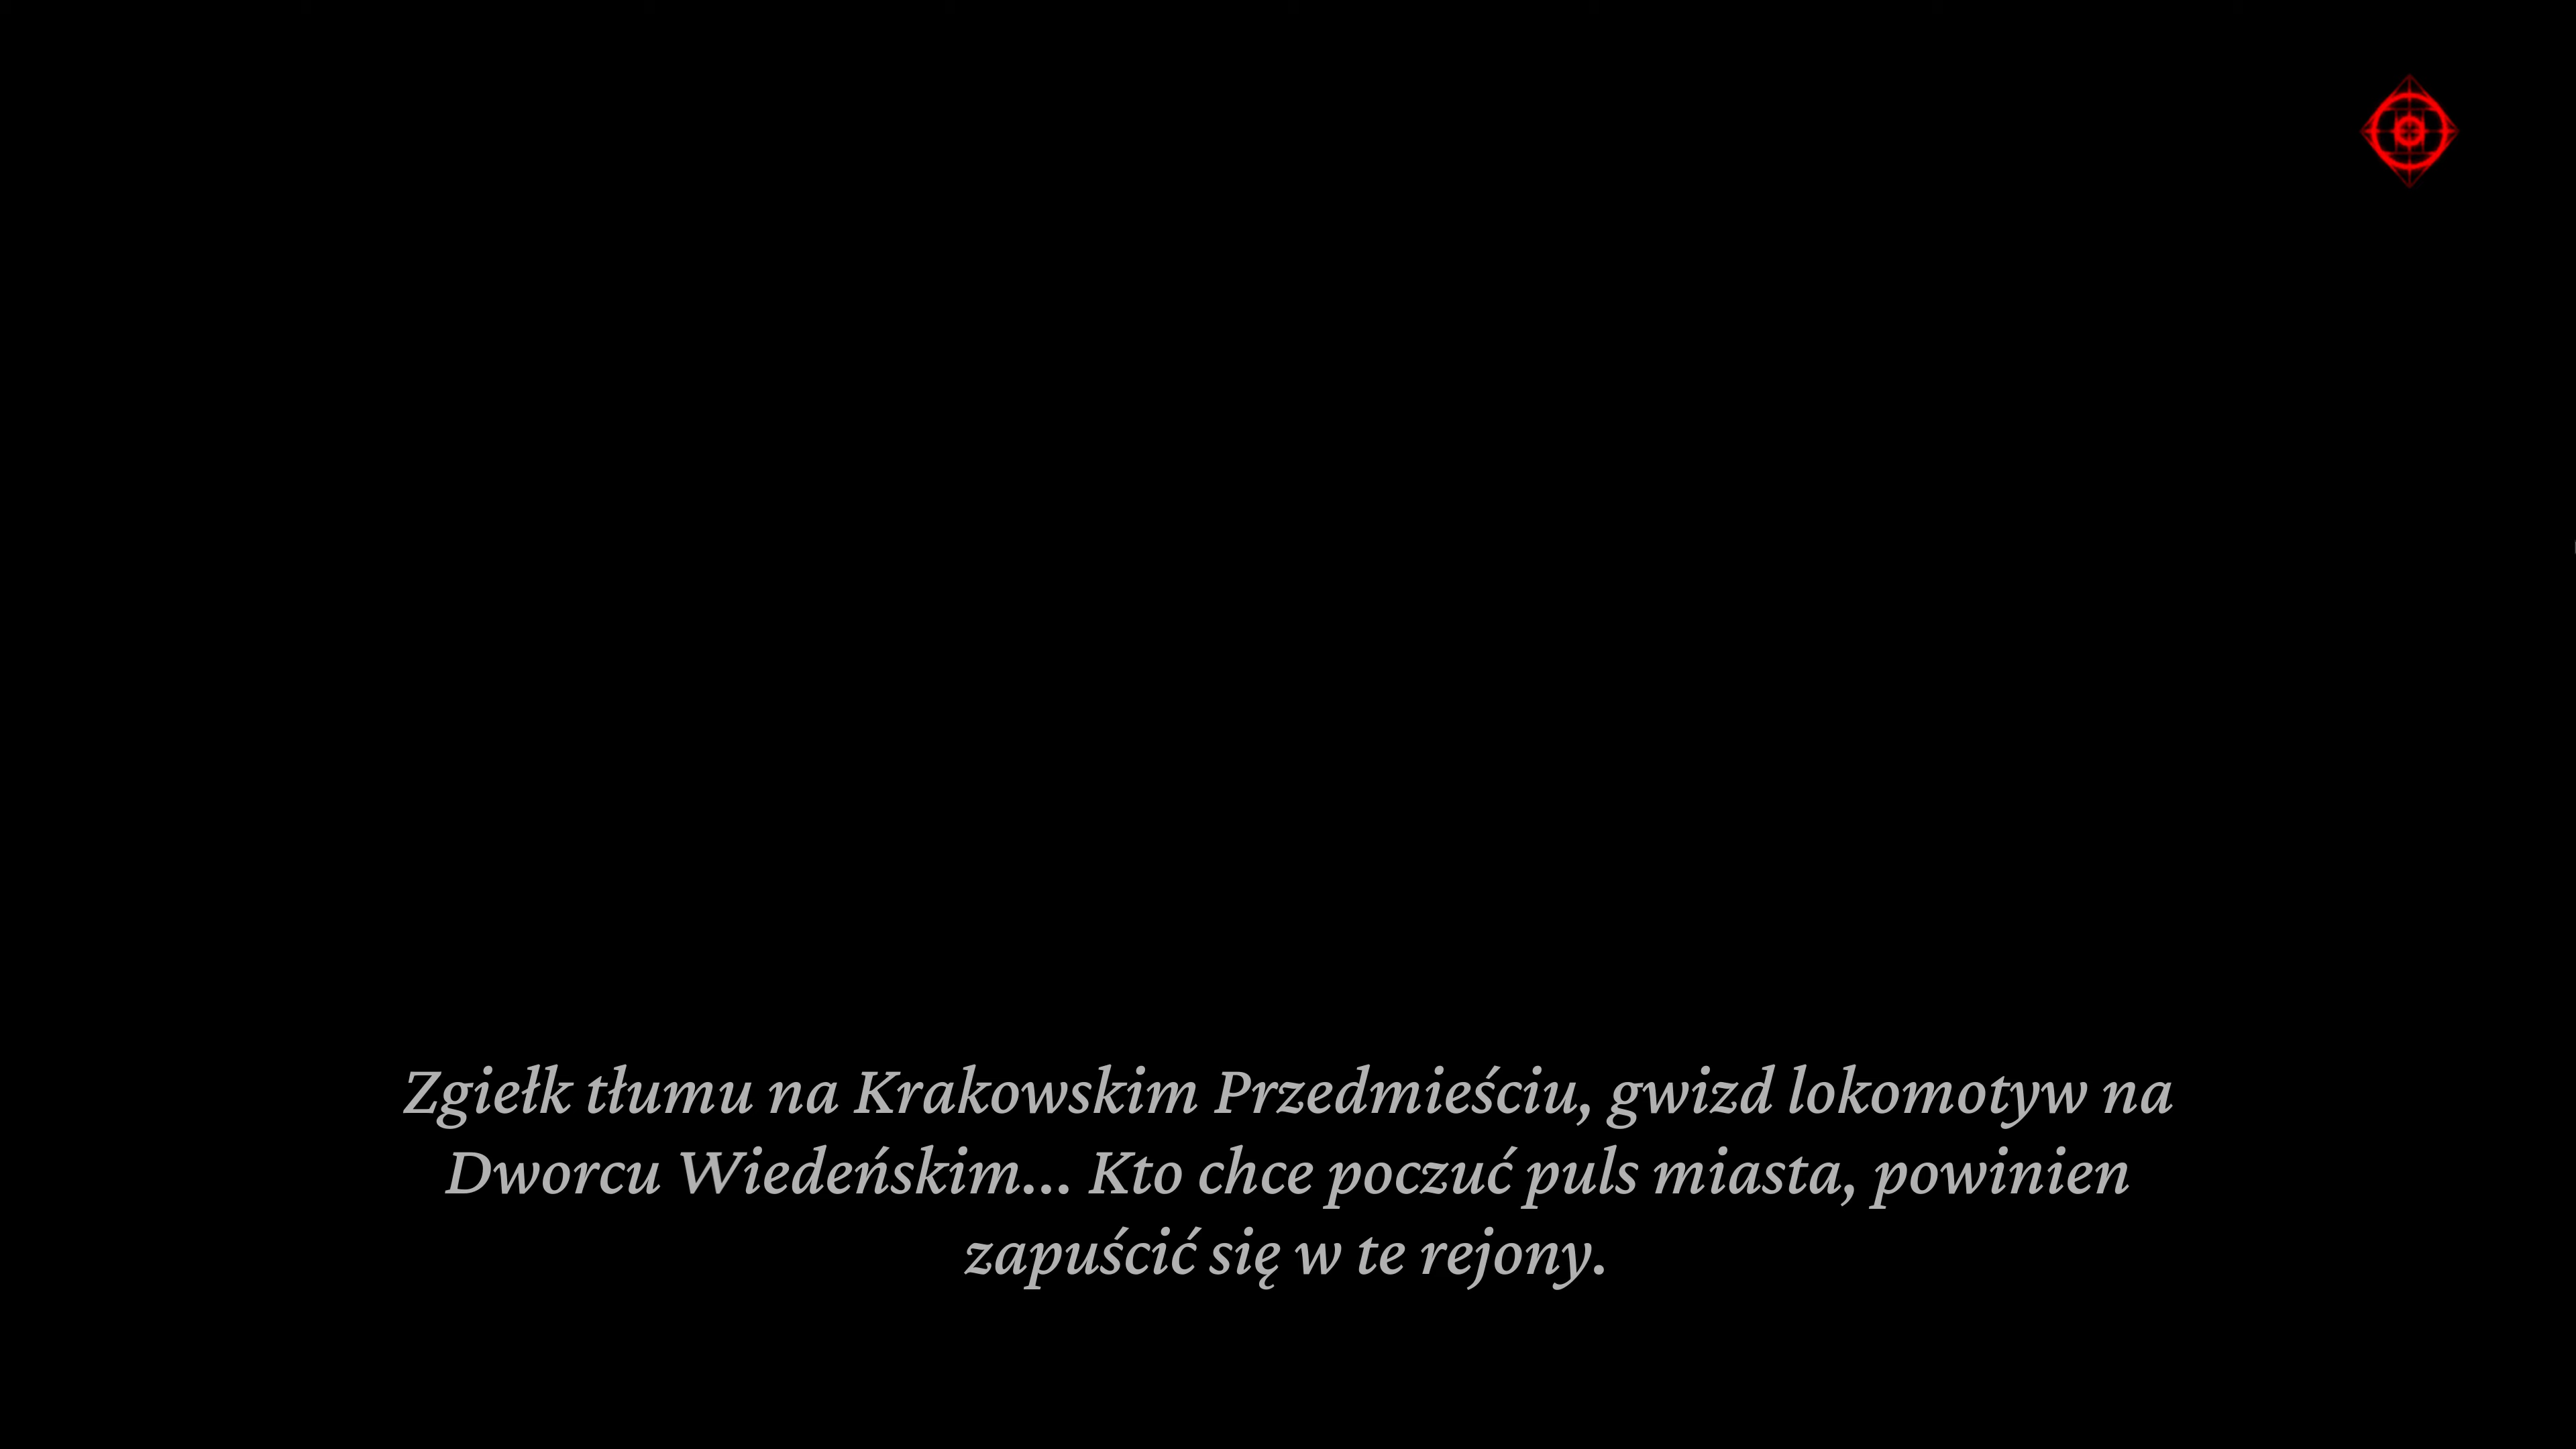 Zgiełk tłumu na Krakowskim Przedmieściu, gwizd lokomotyw na
Dworcu Wiedeńskim... Kto chce poczuć puls miasta, powinien
zapuścić się w te rejony.